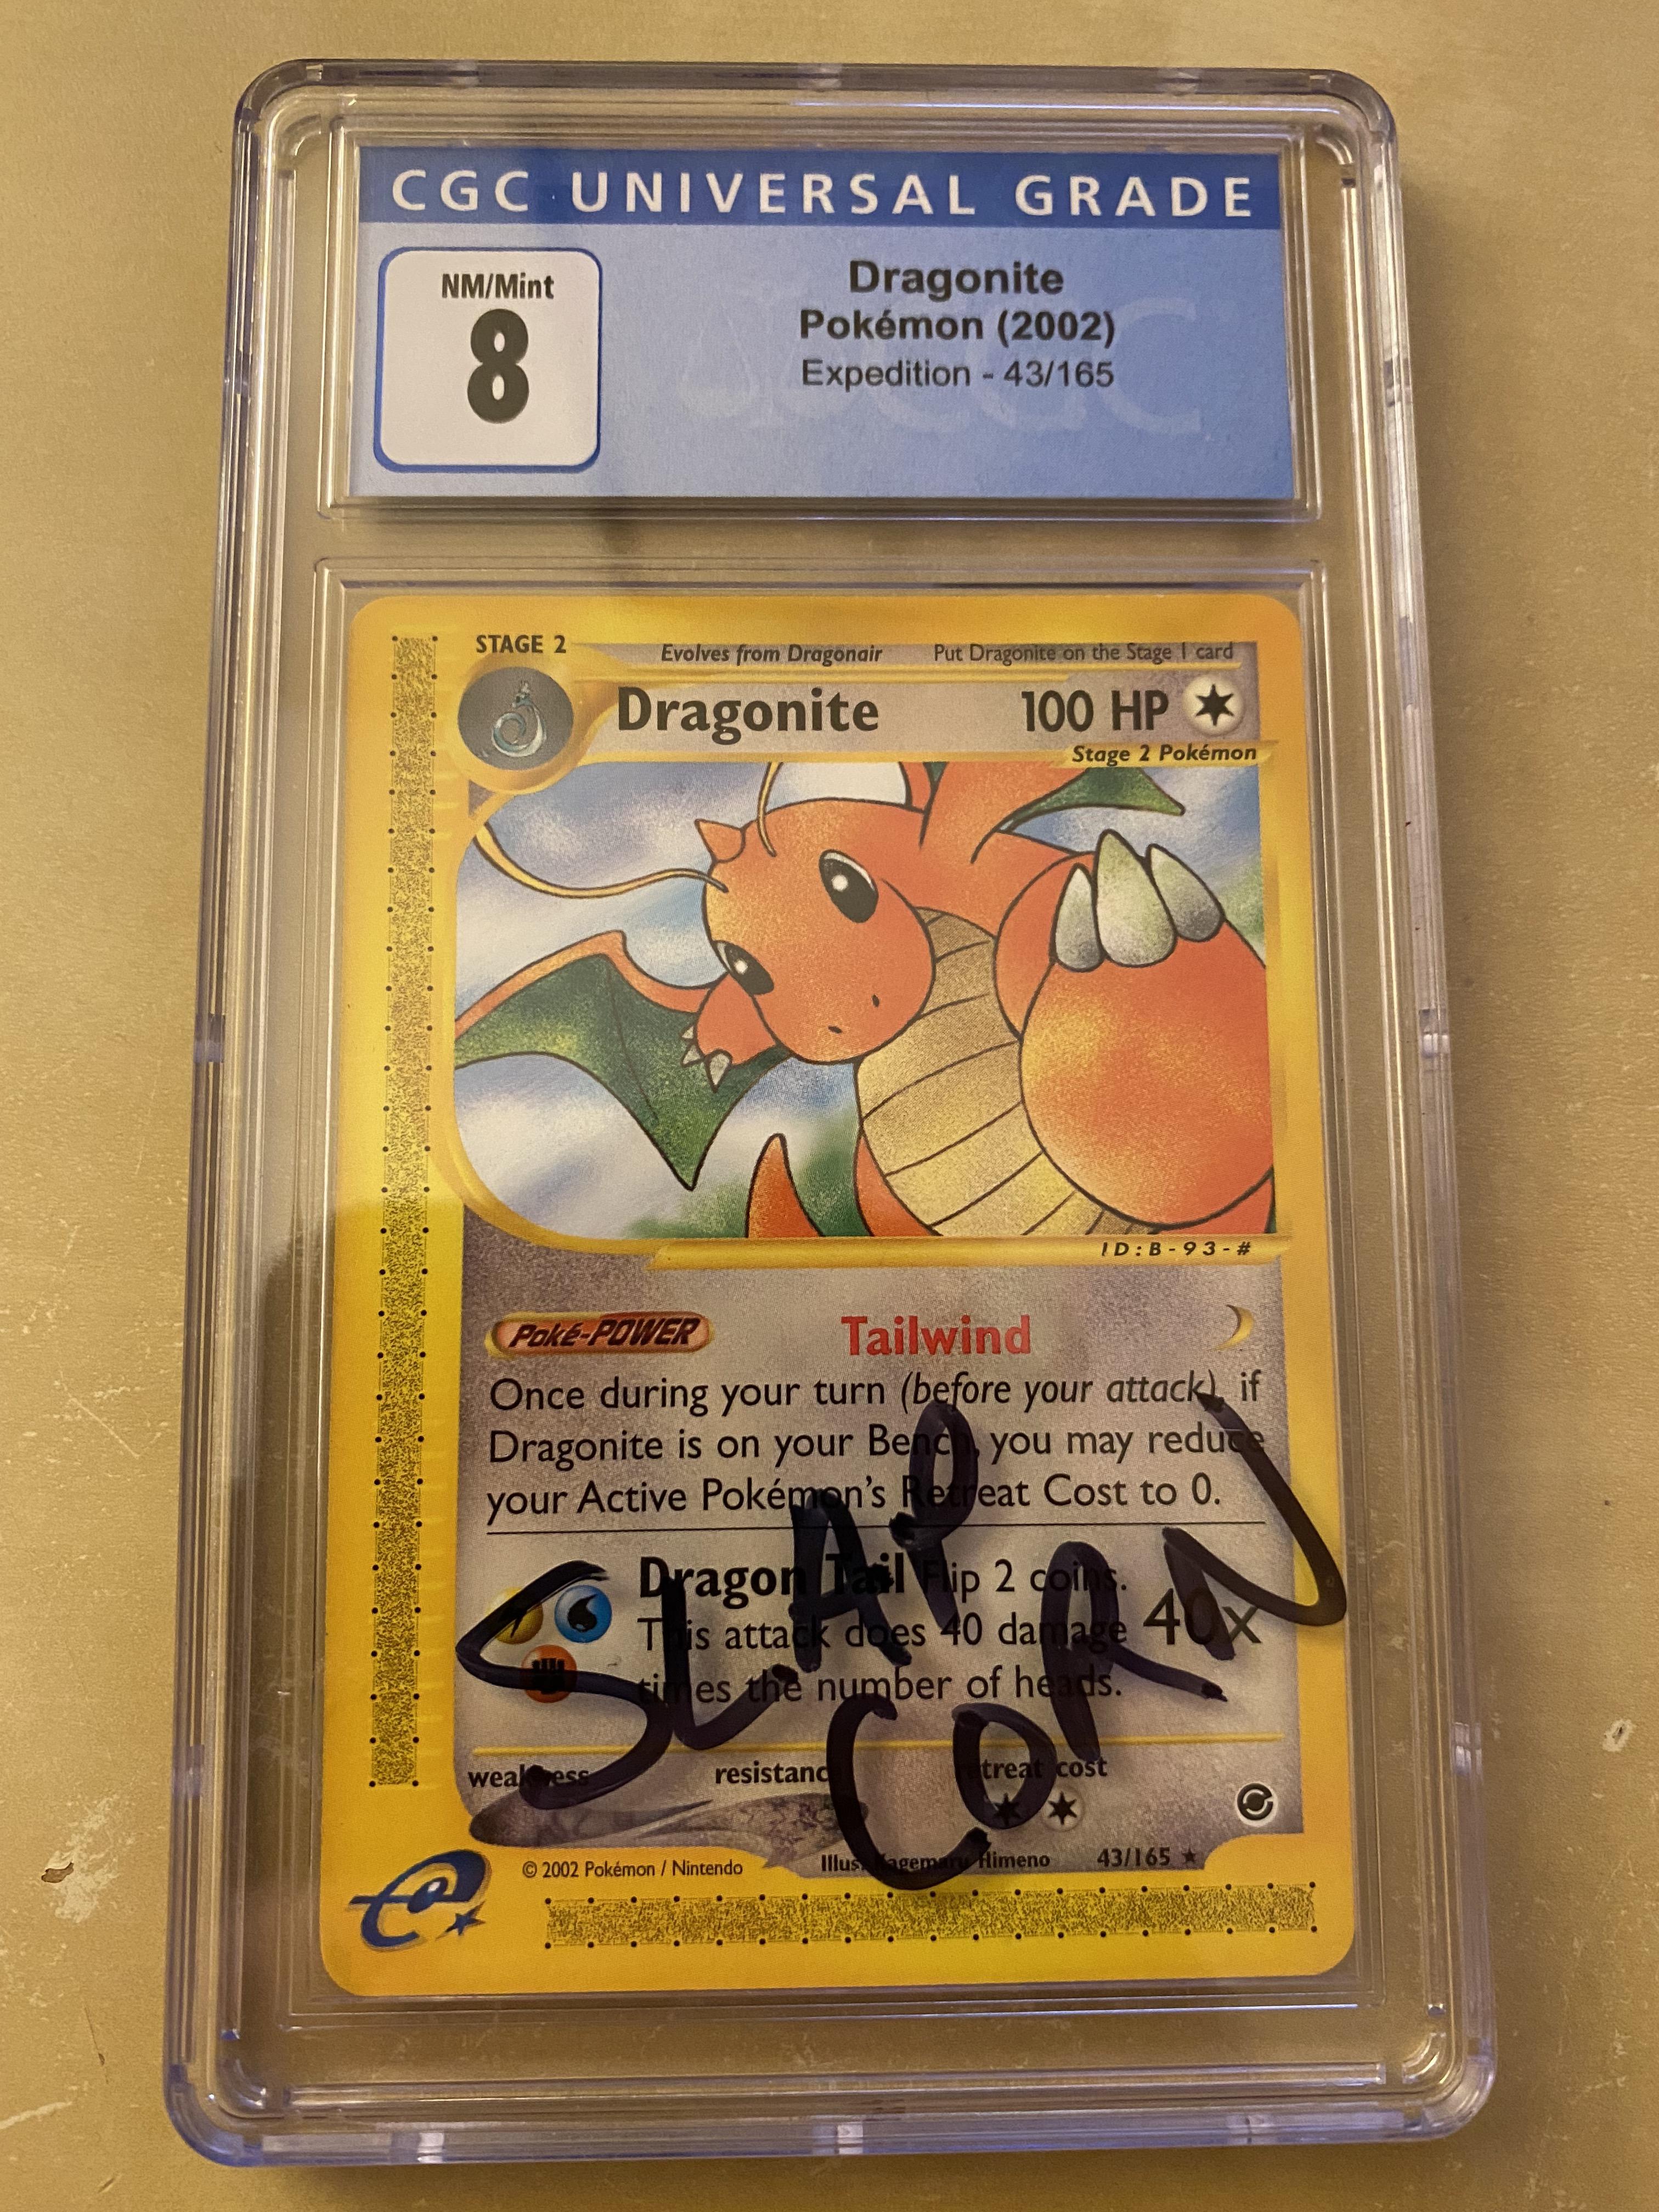 CGC UNIVERSAL GRADE
NM/Mint
8
Dragonite
Pokémon (2002)
Expedition - 43/165
STAGE 2
Evolves from Dragonair
Put Dragonite on the Stage 1 card
Dragonite 100 HP
Stage 2 Pokémon
ID:B-93-#
Poké-POWER Tailwind
Once during your turn (before your attack), if
Dragonite is on your Bench, you may reduce
your Active Pokémon's Retreat Cost to 0.
Dragon Tail Flip 2 coins.
This attack does 40 damage
times the number of heads.
40x
SLAP
CORN
weakness resistance retreat cost
© 2002 Pokémon / Nintendo
Illus. Kagemaru Himeno
43/165 ★
e